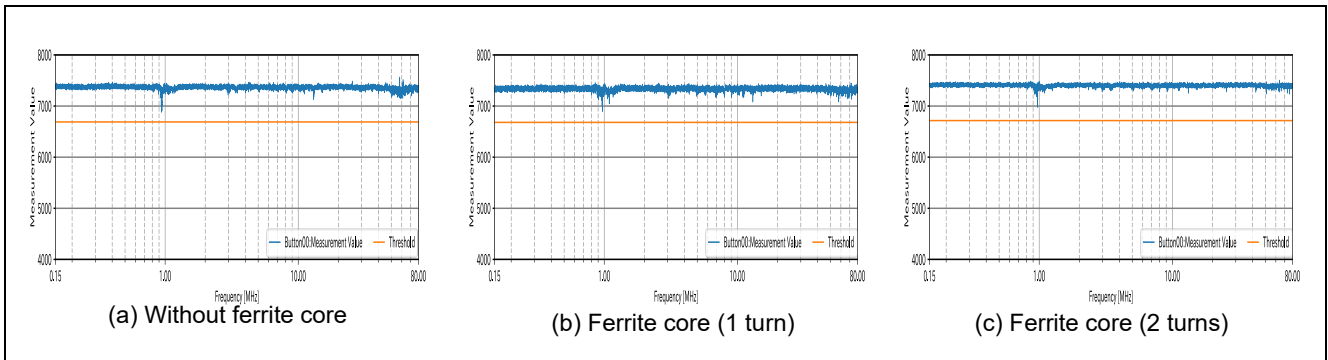 8000
7000
6000
5000
4000
Measurement Value
Button00:Measurement Value
Threshold
0.15
1.00
10.00
80.00
Frequency [MHz]
(a) Without ferrite core
8000
7000
6000
5000
4000
Measurement Value
Button00:Measurement Value
Threshold
0.15
1.00
10.00
80.00
Frequency [MHz]
(b) Ferrite core (1 turn)
8000
7000
6000
5000
4000
Measurement Value
Button00:Measurement Value
Threshold
0.15
1.00
10.00
80.00
Frequency [MHz]
(c) Ferrite core (2 turns)